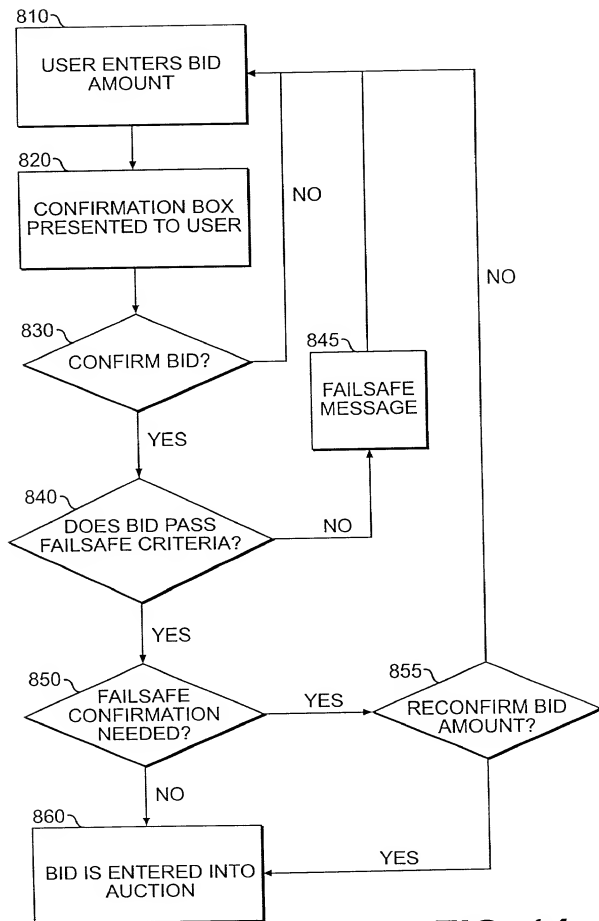 810
USER ENTERS BID
AMOUNT
820
CONFIRMATION BOX
PRESENTED TO USER
NO
NO
830
CONFIRM BID?
845
FAILSAFE
MESSAGE
YES
840
DOES BID PASS
FAILSAFE CRITERIA?
NO
YES
850
FAILSAFE
CONFIRMATION
NEEDED?
YES
855
RECONFIRM BID
AMOUNT?
NO
860
BID IS ENTERED INTO
AUCTION
YES